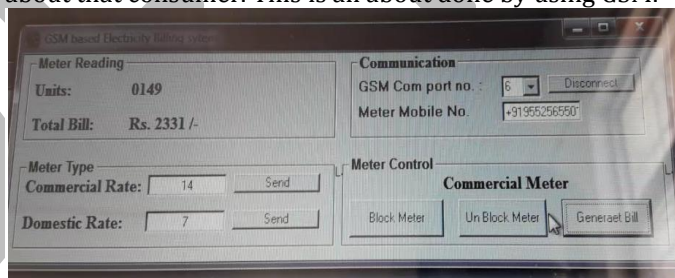 about that consumer. This is all about done by using GSM.
GSM based Electricity Billing sytem
Meter Reading
Units: 0149
Total Bill: Rs. 2331 /-
Communication
GSM Com port no. : 6 Disconnect
Meter Mobile No. +91955256550
Meter Type
Commercial Rate: 14 Send
Domestic Rate: 7 Send
Meter Control
Commercial Meter
Block Meter Un Block Meter Generaet Bill